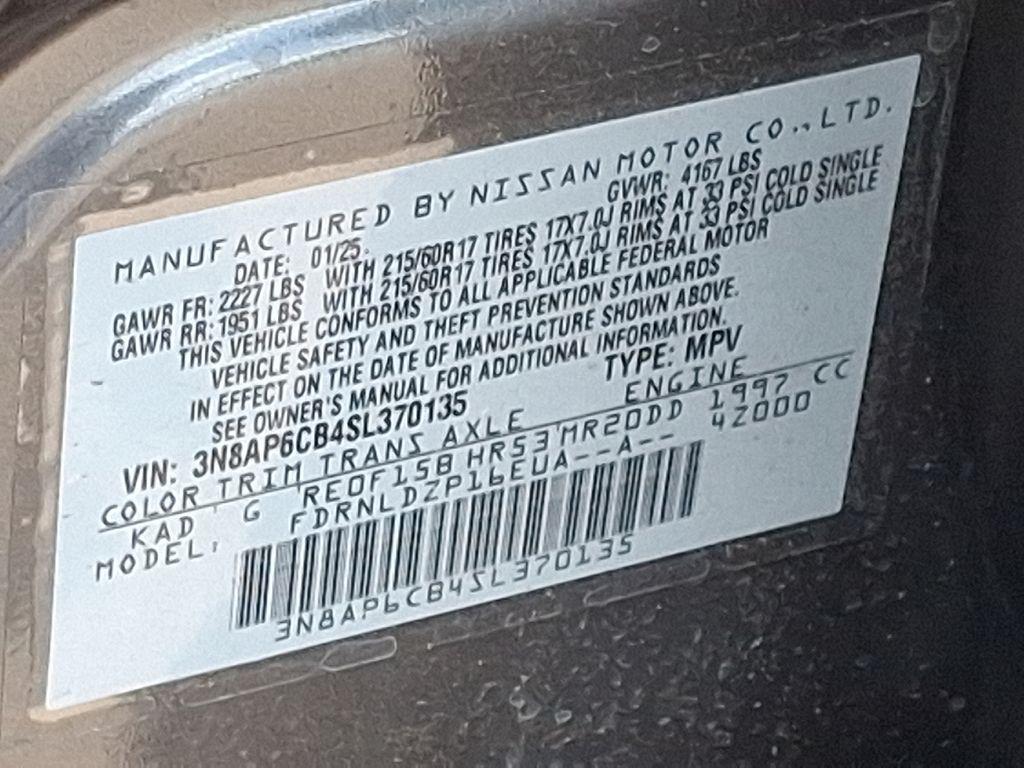 MANUFACTURED BY NISSAN MOTOR CO.,LTD.
DATE: 01/25. GVWR: 4167 LBS
GAWR FR: 2227 LBS WITH 215/60R17 TIRES 17X7.0J RIMS AT 33 PSI COLD SINGLE
GAWR RR: 1951 LBS WITH 215/60R17 TIRES 17X7.0J RIMS AT 33 PSI COLD SINGLE
THIS VEHICLE CONFORMS TO ALL APPLICABLE FEDERAL MOTOR
VEHICLE SAFETY AND THEFT PREVENTION STANDARDS
IN EFFECT ON THE DATE OF MANUFACTURE SHOWN ABOVE.
SEE OWNER'S MANUAL FOR ADDITIONAL INFORMATION.
VIN: 3N8AP6CB4SL370135 TYPE: MPV
COLOR TRIM TRANS AXLE ENGINE
KAD G RE0F15B HR53 MR20DD 1997 CC
MODEL: FDRNLDZP16EUA--A-- 4Z000
3N8AP6CB4SL370135